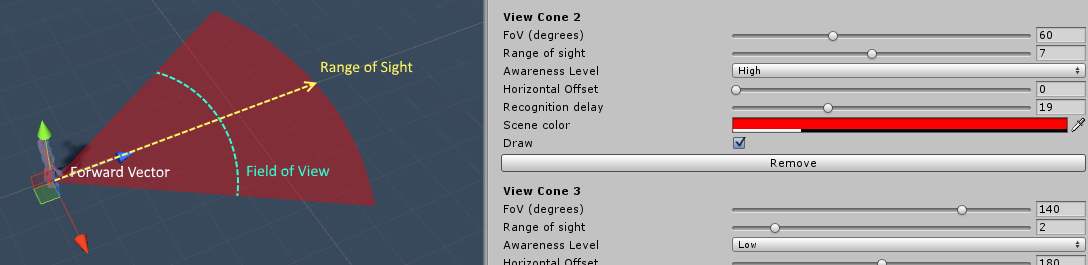 Range of Sight
Forward Vector
Field of View
View Cone 2
FoV (degrees) 60
Range of sight 7
Awareness Level High
Horizontal Offset 0
Recognition delay 19
Scene color
Draw
Remove
View Cone 3
FoV (degrees) 140
Range of sight 2
Awareness Level Low
Horizontal Offset 180